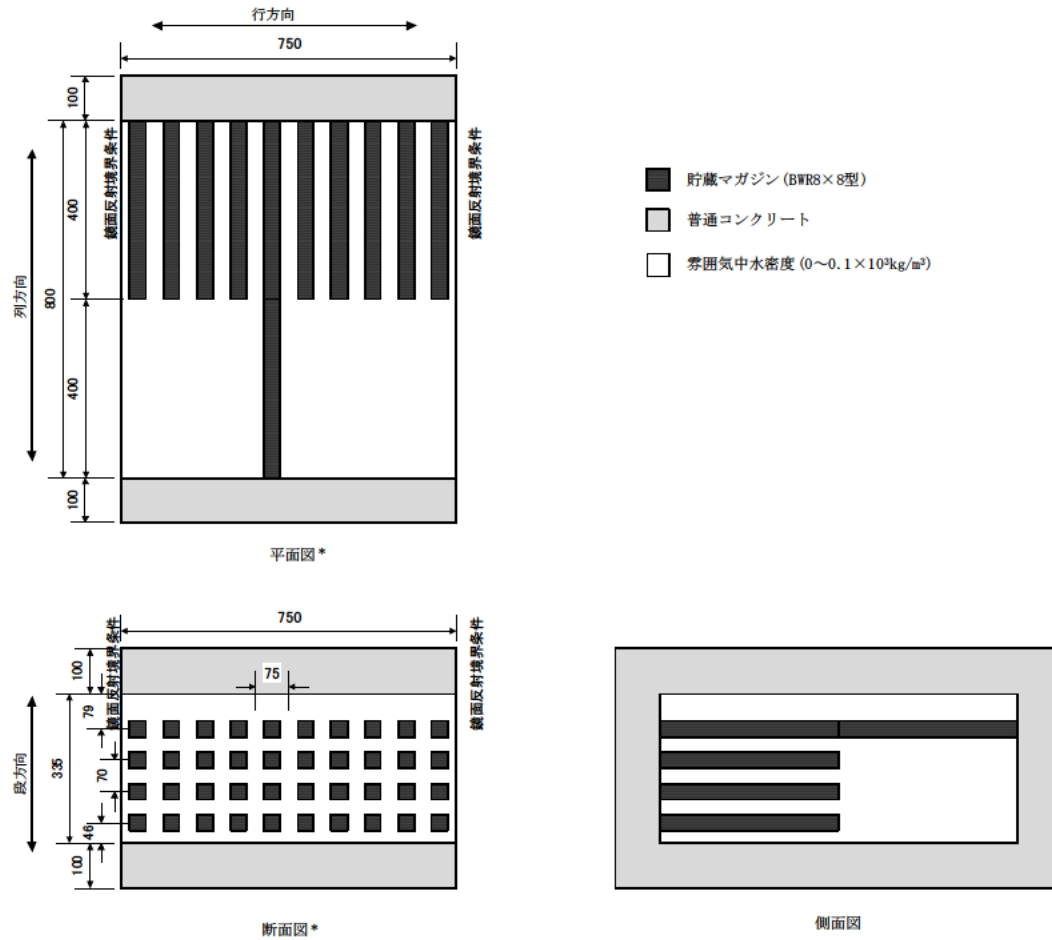 行方向
750
100
鏡面反射境界条件
鏡面反射境界条件
列方向
800
400
400
100
平面図*
貯蔵マガジン(BWR8×8型)
普通コンクリート
雰囲気中水密度(0～0.1×10³kg/m³)
750
鏡面反射境界条件
鏡面反射境界条件
100
75
79
段方向
335
70
46
100
断面図*
側面図